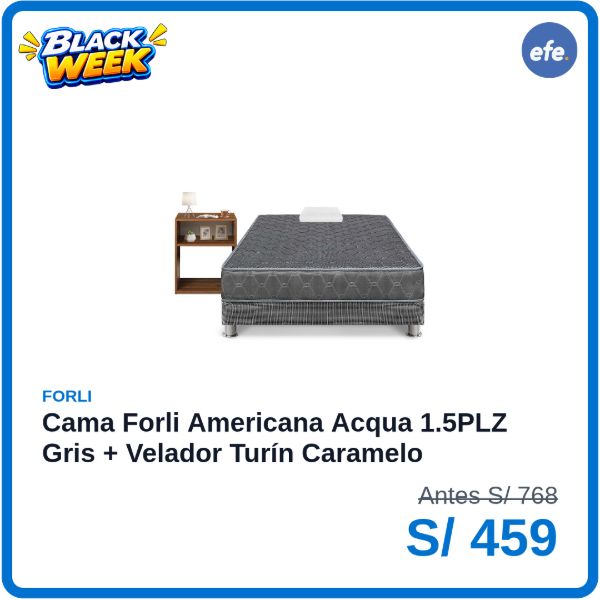 BLACK
WEEK
efe.
FORLI
Cama Forli Americana Acqua 1.5PLZ
Gris + Velador Turín Caramelo
Antes S/ 768
S/ 459